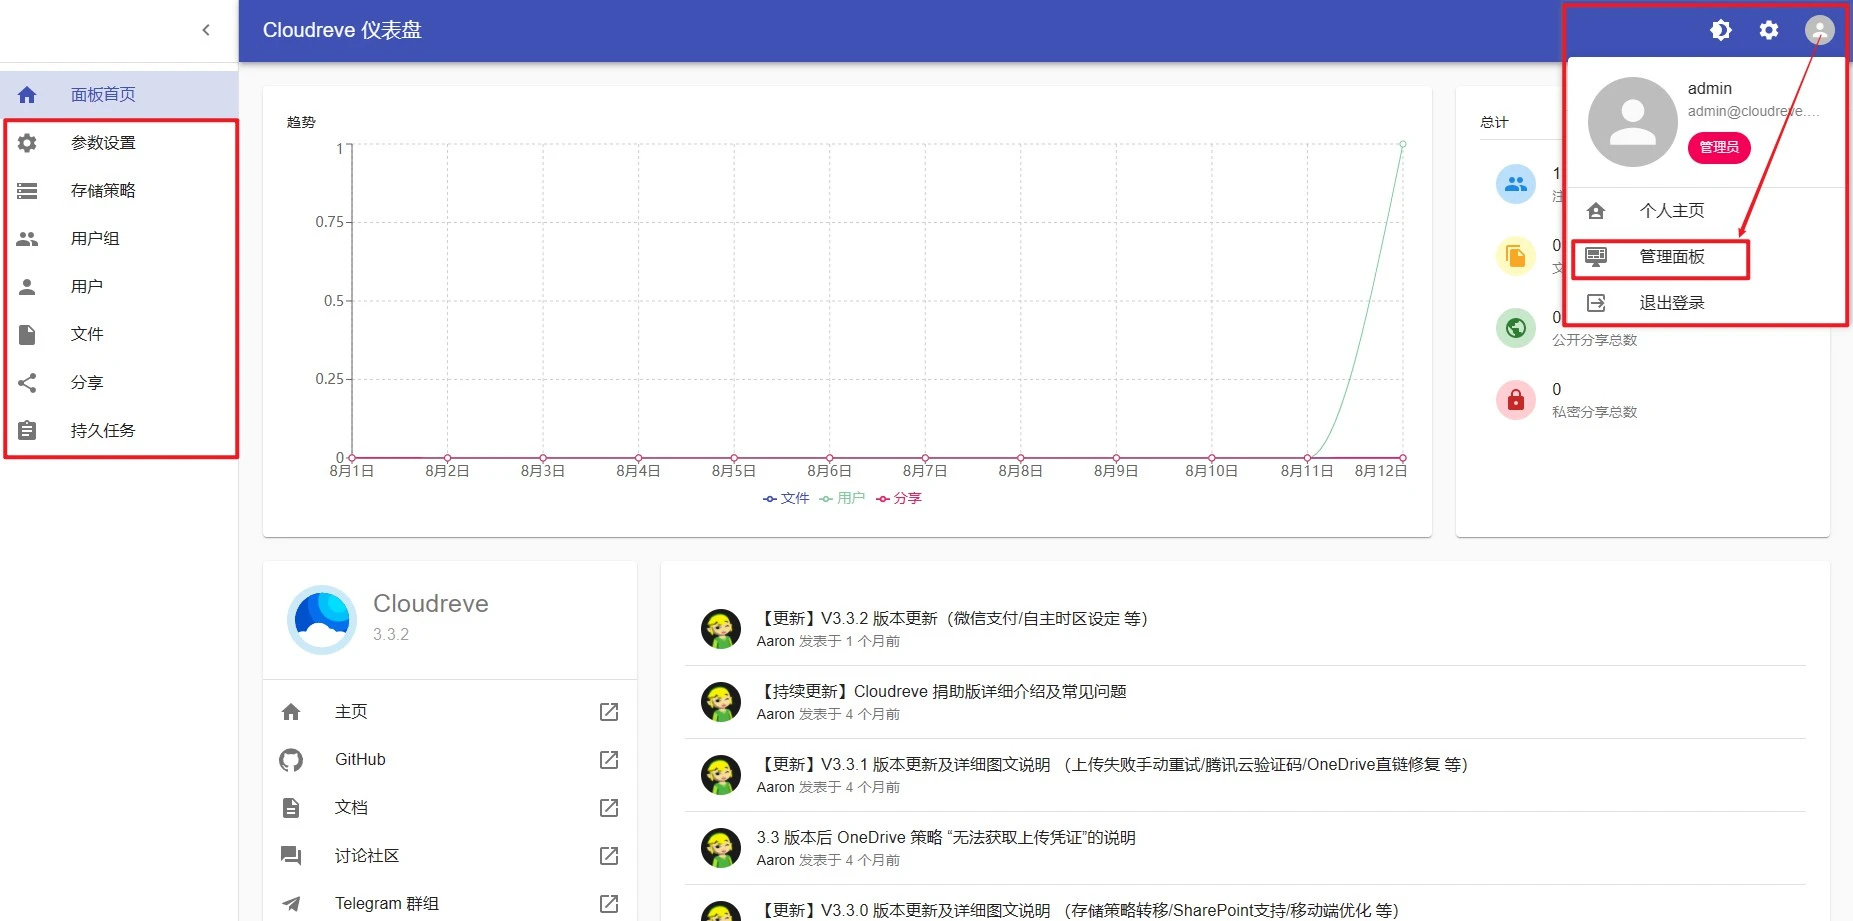 Cloudreve 仪表盘
面板首页
参数设置
存储策略
用户组
用户
文件
分享
持久任务
趋势
1
0.75
0.5
0.25
0
8月1日
8月2日
8月3日
8月4日
8月5日
8月6日
8月7日
8月8日
8月9日
8月10日
8月11日
8月12日
文件
用户
分享
总计
1
0
0
公开分享总数
0
私密分享总数
admin
admin@cloudreve....
管理员
个人主页
管理面板
退出登录
Cloudreve
3.3.2
主页
GitHub
文档
讨论社区
Telegram 群组
【更新】V3.3.2 版本更新（微信支付/自主时区设定 等）
Aaron 发表于 1 个月前
【持续更新】Cloudreve 捐助版详细介绍及常见问题
Aaron 发表于 4 个月前
【更新】V3.3.1 版本更新及详细图文说明 （上传失败手动重试/腾讯云验证码/OneDrive直链修复 等）
Aaron 发表于 4 个月前
3.3 版本后 OneDrive 策略 “无法获取上传凭证”的说明
Aaron 发表于 4 个月前
【更新】V3.3.0 版本更新及详细图文说明 （存储策略转移/SharePoint支持/移动端优化 等）